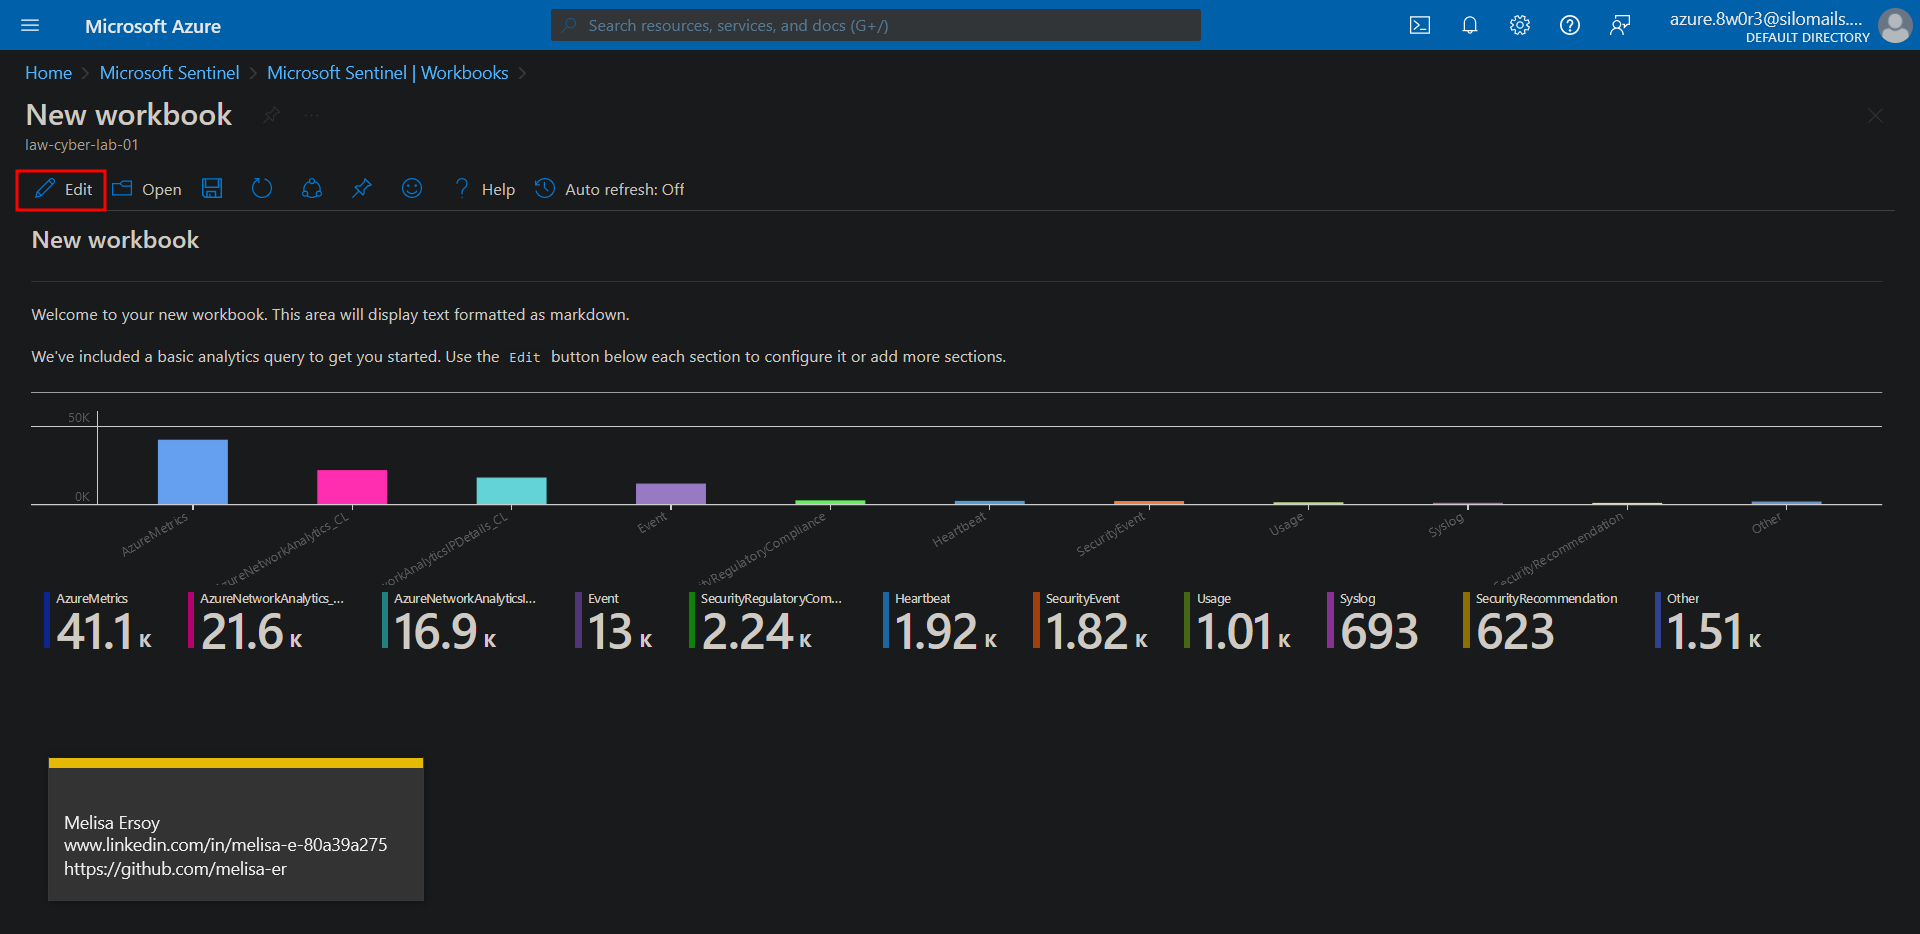 Microsoft Azure
Search resources, services, and docs (G+/)
azure.8w0r3@silomails....
DEFAULT DIRECTORY
Home
Microsoft Sentinel
Microsoft Sentinel | Workbooks
New workbook
law-cyber-lab-01
Edit
Open
Help
Auto refresh: Off
New workbook
Welcome to your new workbook. This area will display text formatted as markdown.
We've included a basic analytics query to get you started. Use the Edit button below each section to configure it or add more sections.
50K
0K
AzureMetrics
zureNetworkAnalytics_CL
workAnalyticsIPDetails_CL
Event
tyRegulatoryCompliance
Heartbeat
SecurityEvent
Usage
Syslog
SecurityRecommendation
Other
AzureMetrics
41.1 K
AzureNetworkAnalytics_...
21.6 K
AzureNetworkAnalyticsI...
16.9 K
Event
13 K
SecurityRegulatoryCom...
2.24 K
Heartbeat
1.92 K
SecurityEvent
1.82 K
Usage
1.01 K
Syslog
693
SecurityRecommendation
623
Other
1.51 K
Melisa Ersoy
www.linkedin.com/in/melisa-e-80a39a275
https://github.com/melisa-er